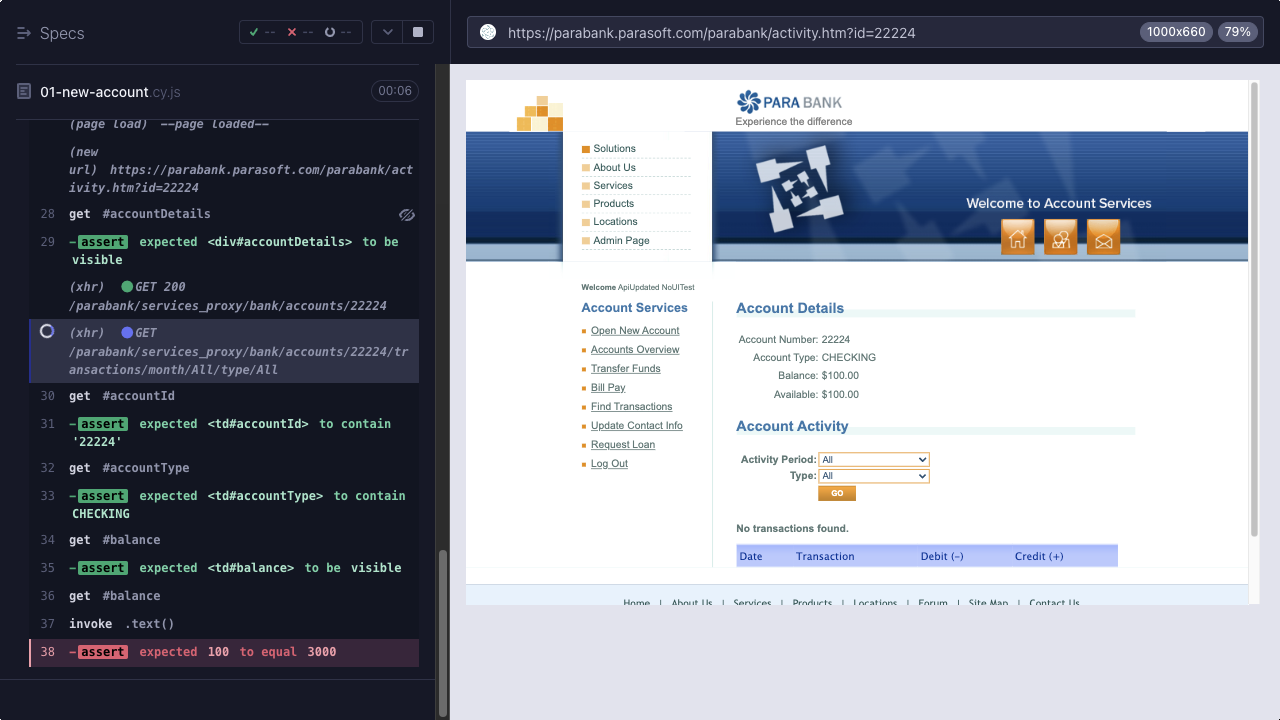 Specs
-- -- --
01-new-account.cy.js
00:06
(page load) --page loaded--
(new
url) https://parabank.parasoft.com/parabank/act
ivity.htm?id=22224
28 get #accountDetails
29 -assert expected <div#accountDetails> to be
visible
(xhr) GET 200
/parabank/services_proxy/bank/accounts/22224
(xhr) GET
/parabank/services_proxy/bank/accounts/22224/tr
ansactions/month/All/type/All
30 get #accountId
31 -assert expected <td#accountId> to contain
'22224'
32 get #accountType
33 -assert expected <td#accountType> to contain
CHECKING
34 get #balance
35 -assert expected <td#balance> to be visible
36 get #balance
37 invoke .text()
38 -assert expected 100 to equal 3000
https://parabank.parasoft.com/parabank/activity.htm?id=22224
1000x660 79%
PARA BANK
Experience the difference
Solutions
About Us
Services
Products
Locations
Admin Page
Welcome to Account Services
Welcome ApiUpdated NoUITest
Account Services
Open New Account
Accounts Overview
Transfer Funds
Bill Pay
Find Transactions
Update Contact Info
Request Loan
Log Out
Account Details
Account Number: 22224
Account Type: CHECKING
Balance: $100.00
Available: $100.00
Account Activity
Activity Period: All
Type: All
GO
No transactions found.
Date Transaction Debit (-) Credit (+)
Home | About Us | Services | Products | Locations | Forum | Site Map | Contact Us